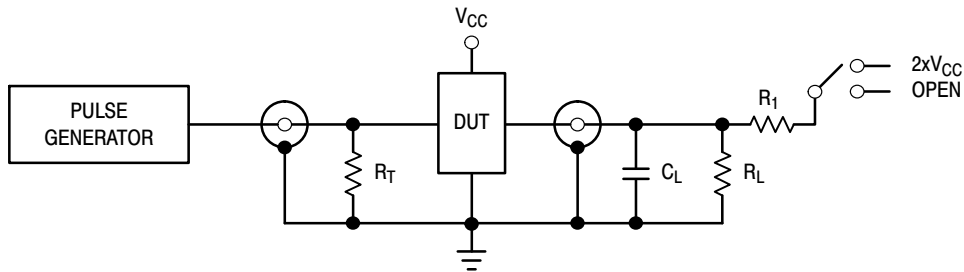 V_CC
2xV_CC
OPEN
R_1
PULSE
GENERATOR
DUT
R_T
C_L
R_L